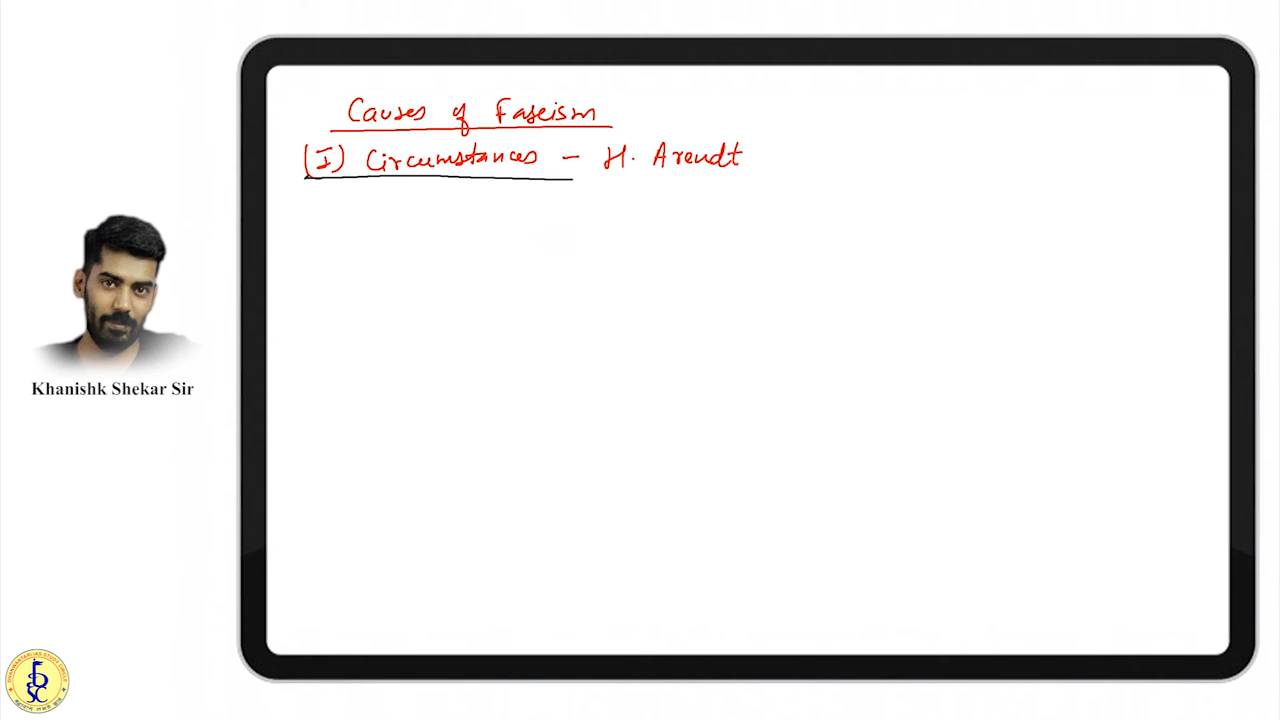 Causes of Fascism
(I) Circumstances - H. Arendt
Khanishk Shekar Sir